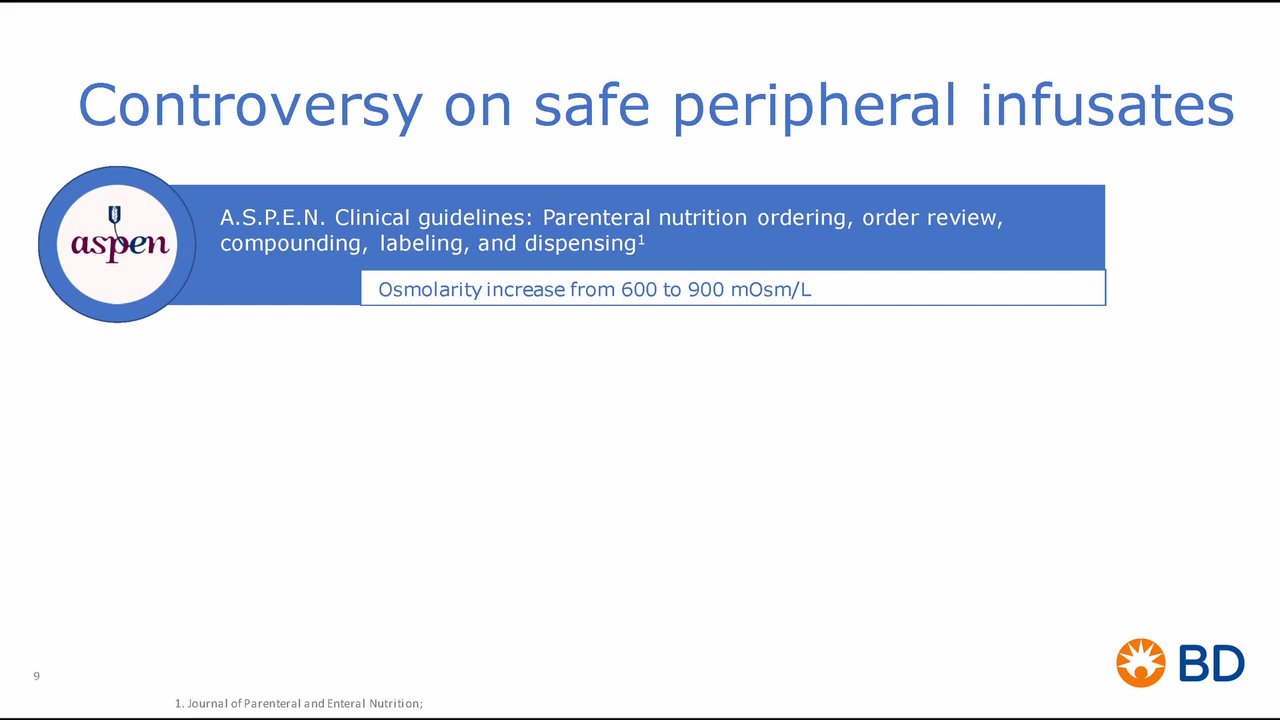 Controversy on safe peripheral infusates
aspen
A.S.P.E.N. Clinical guidelines: Parenteral nutrition ordering, order review,
compounding, labeling, and dispensing¹
Osmolarity increase from 600 to 900 mOsm/L
BD
9
1. Journal of Parenteral and Enteral Nutrition;